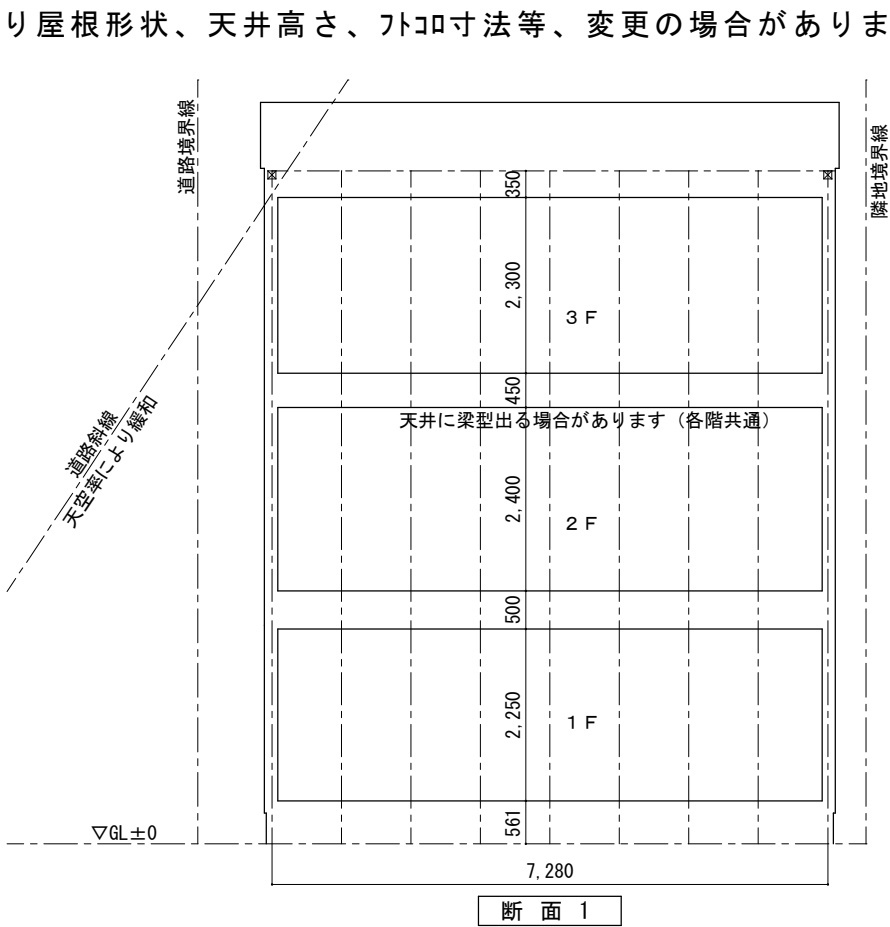 り屋根形状、天井高さ、ﾌﾄｺﾛ寸法等、変更の場合がありま
道路境界線
隣地境界線
350
2,300
3F
450
天井に梁型出る場合があります（各階共通）
道路斜線
天空率により緩和
2,400
2F
500
2,250
1F
561
▽GL±0
7,280
断面1